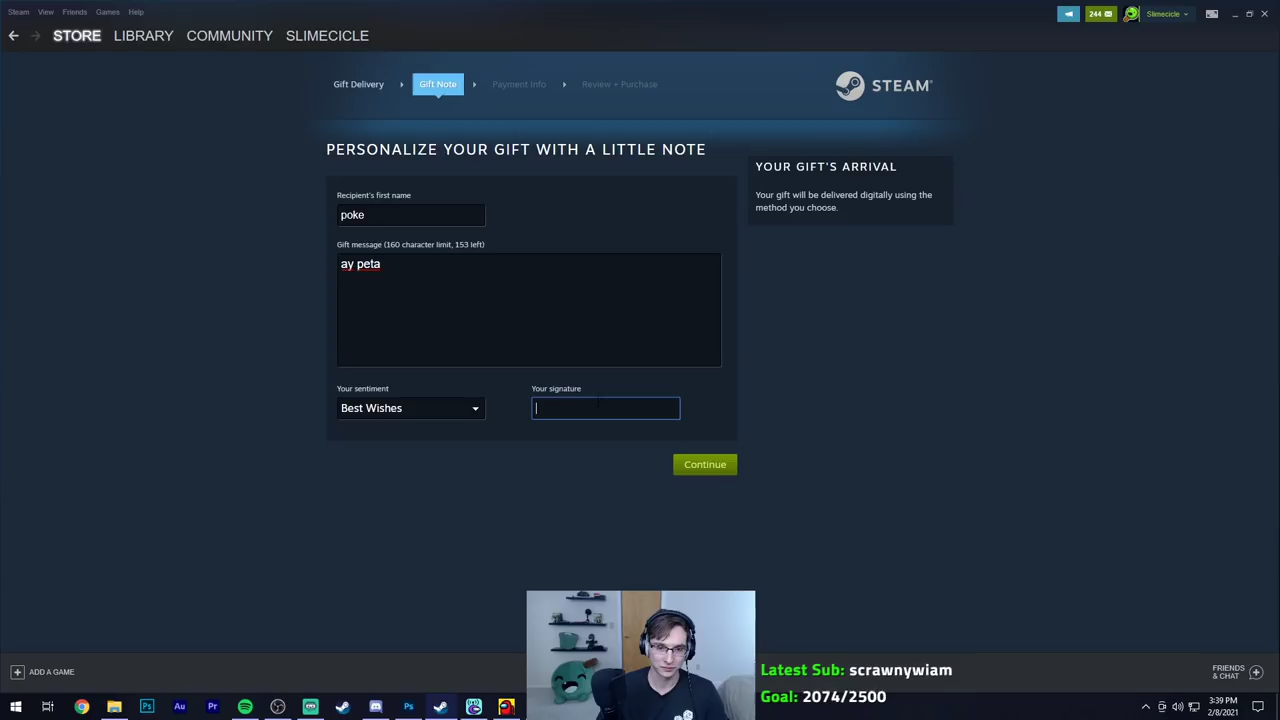 Steam View Friends Games Help
244
Slimecicle
STORE LIBRARY COMMUNITY SLIMECICLE
Gift Delivery Gift Note Payment Info Review + Purchase
STEAM®
PERSONALIZE YOUR GIFT WITH A LITTLE NOTE
Recipient's first name
poke
Gift message (160 character limit, 153 left)
ay peta
Your sentiment
Best Wishes
Your signature
Continue
YOUR GIFT'S ARRIVAL
Your gift will be delivered digitally using the
method you choose.
ADD A GAME
Latest Sub: scrawnywiam
Goal: 2074/2500
FRIENDS
& CHAT
Ps Au Pr Ps
3:39 PM
2/8/2021